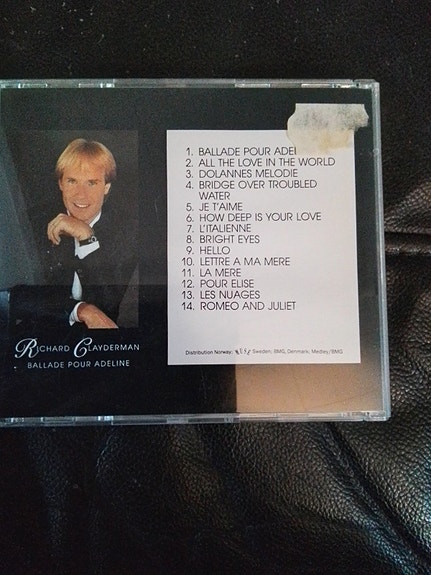 1. BALLADE POUR ADEL
2. ALL THE LOVE IN THE WORLD
3. DOLANNES MELODIE
4. BRIDGE OVER TROUBLED
WATER
5. JE T'AIME
6. HOW DEEP IS YOUR LOVE
7. L'ITALIENNE
8. BRIGHT EYES
9. HELLO
10. LETTRE A MA MERE
11. LA MERE
12. POUR ELISE
13. LES NUAGES
14. ROMEO AND JULIET
Distribution Norway: Sweden: BMG, Denmark: Medley/BMG
RICHARD CLAYDERMAN
BALLADE POUR ADELINE